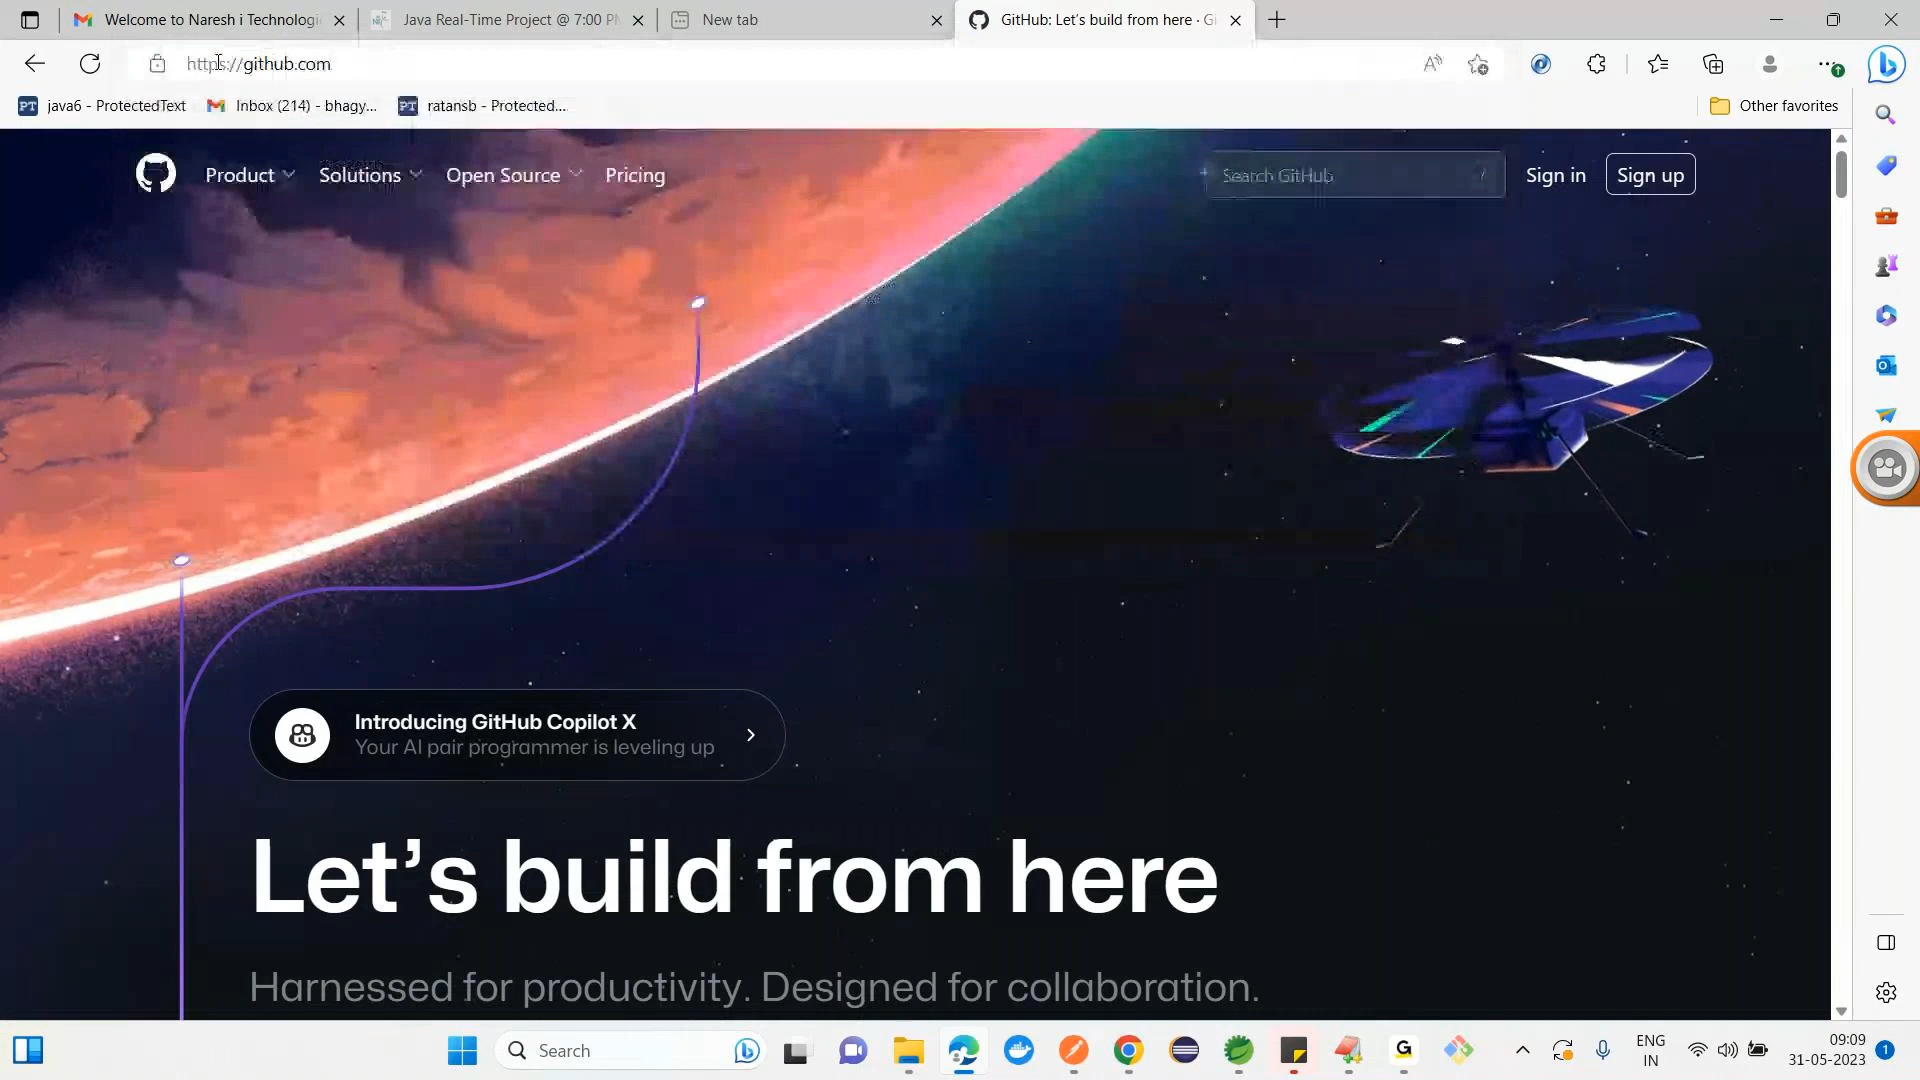 Welcome to Naresh i Technologi
Java Real-Time Project @ 7:00 PM
New tab
GitHub: Let's build from here · Gi
https://github.com
java6 - ProtectedText
Inbox (214) - bhagy...
ratansb - Protected...
Other favorites
Product
Solutions
Open Source
Pricing
Search GitHub
/
Sign in
Sign up
Introducing GitHub Copilot X
Your AI pair programmer is leveling up
Let’s build from here
Harnessed for productivity. Designed for collaboration.
Search
ENG
IN
09:09
31-05-2023
1